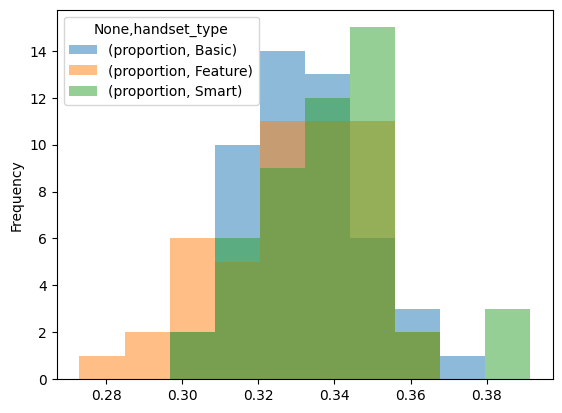 None,handset_type
(proportion, Basic)
(proportion, Feature)
(proportion, Smart)
Frequency
14
12
10
8
6
4
2
0
0.28 0.30 0.32 0.34 0.36 0.38